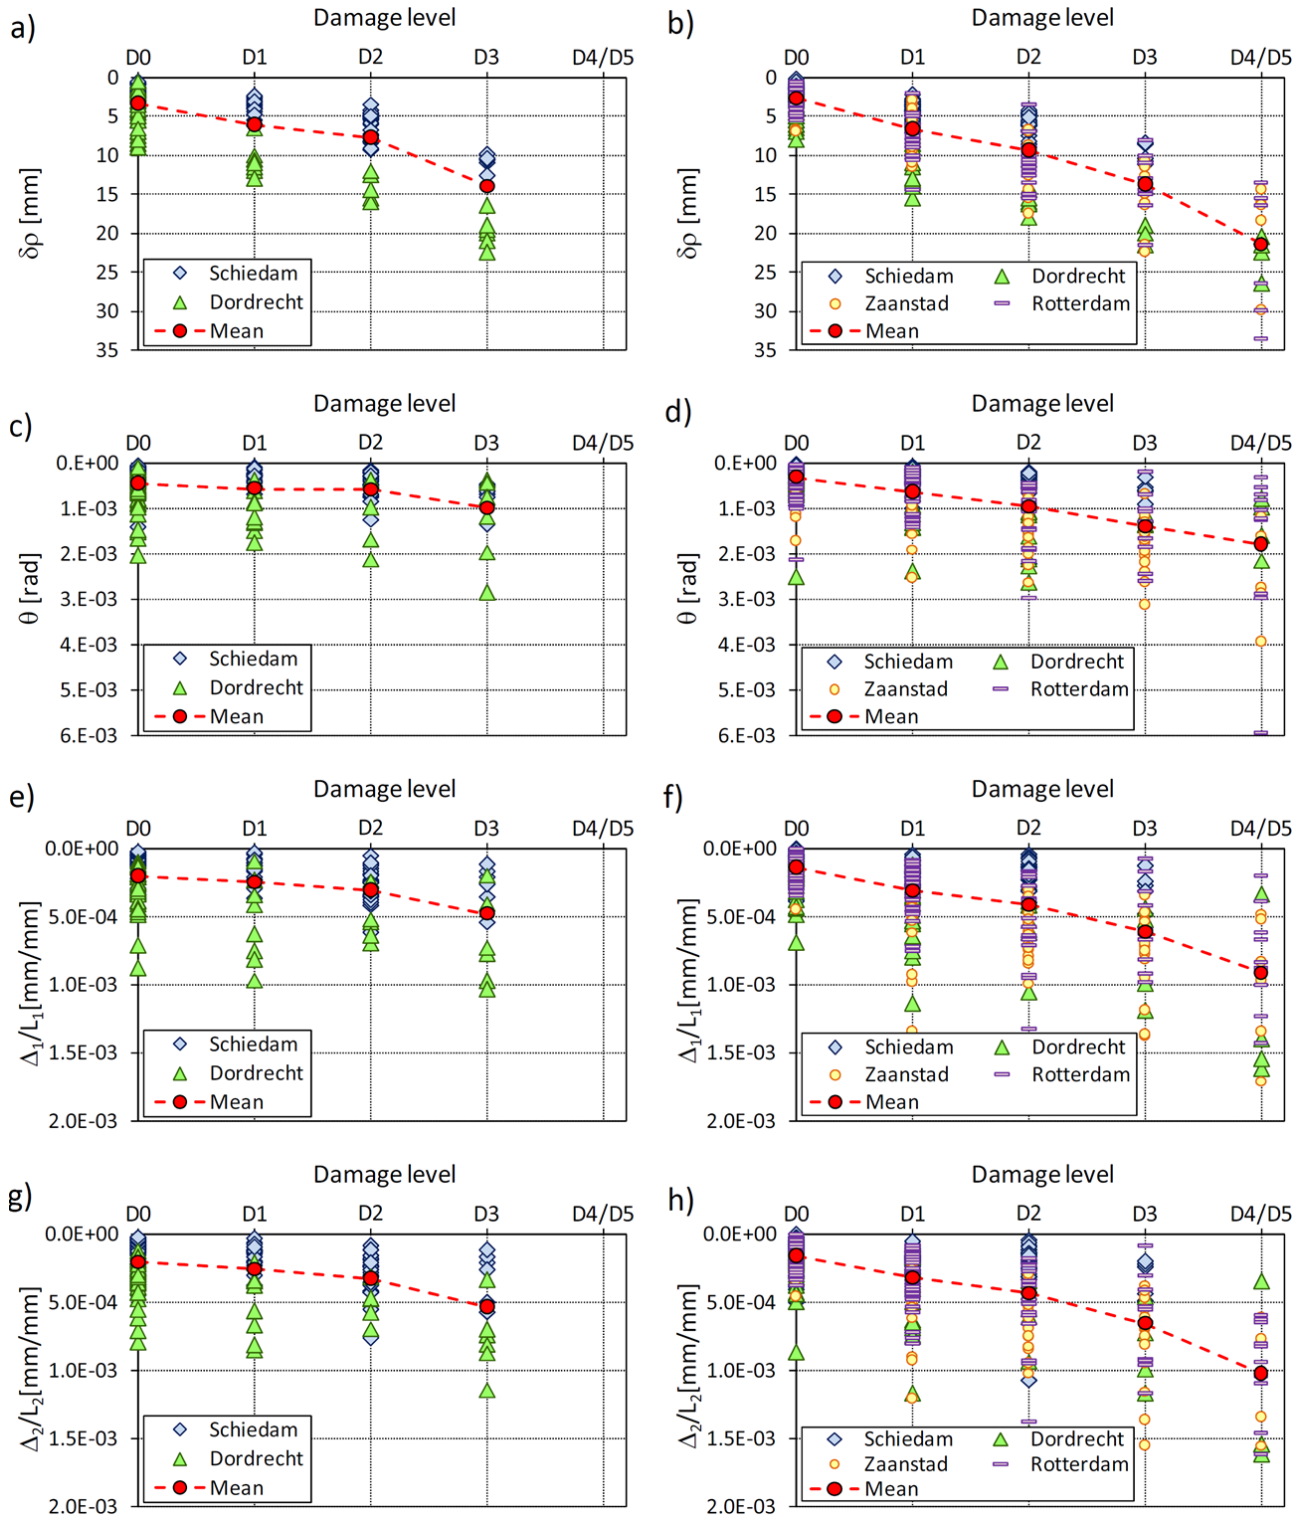 a)
Damage level
D0 D1 D2 D3 D4/D5
0
5
10
15
20
25
30
35
δρ [mm]
Schiedam
Dordrecht
Mean
b)
Damage level
D0 D1 D2 D3 D4/D5
0
5
10
15
20
25
30
35
δρ [mm]
Schiedam Dordrecht
Zaanstad Rotterdam
Mean
c)
Damage level
D0 D1 D2 D3 D4/D5
0.E+00
1.E-03
2.E-03
3.E-03
4.E-03
5.E-03
6.E-03
θ [rad]
Schiedam
Dordrecht
Mean
d)
Damage level
D0 D1 D2 D3 D4/D5
0.E+00
1.E-03
2.E-03
3.E-03
4.E-03
5.E-03
6.E-03
θ [rad]
Schiedam Dordrecht
Zaanstad Rotterdam
Mean
e)
Damage level
D0 D1 D2 D3 D4/D5
0.0E+00
5.0E-04
1.0E-03
1.5E-03
2.0E-03
Δ1/L1[mm/mm]
Schiedam
Dordrecht
Mean
f)
Damage level
D0 D1 D2 D3 D4/D5
0.0E+00
5.0E-04
1.0E-03
1.5E-03
2.0E-03
Δ1/L1[mm/mm]
Schiedam Dordrecht
Zaanstad Rotterdam
Mean
g)
Damage level
D0 D1 D2 D3 D4/D5
0.0E+00
5.0E-04
1.0E-03
1.5E-03
2.0E-03
Δ2/L2[mm/mm]
Schiedam
Dordrecht
Mean
h)
Damage level
D0 D1 D2 D3 D4/D5
0.0E+00
5.0E-04
1.0E-03
1.5E-03
2.0E-03
Δ2/L2[mm/mm]
Schiedam Dordrecht
Zaanstad Rotterdam
Mean